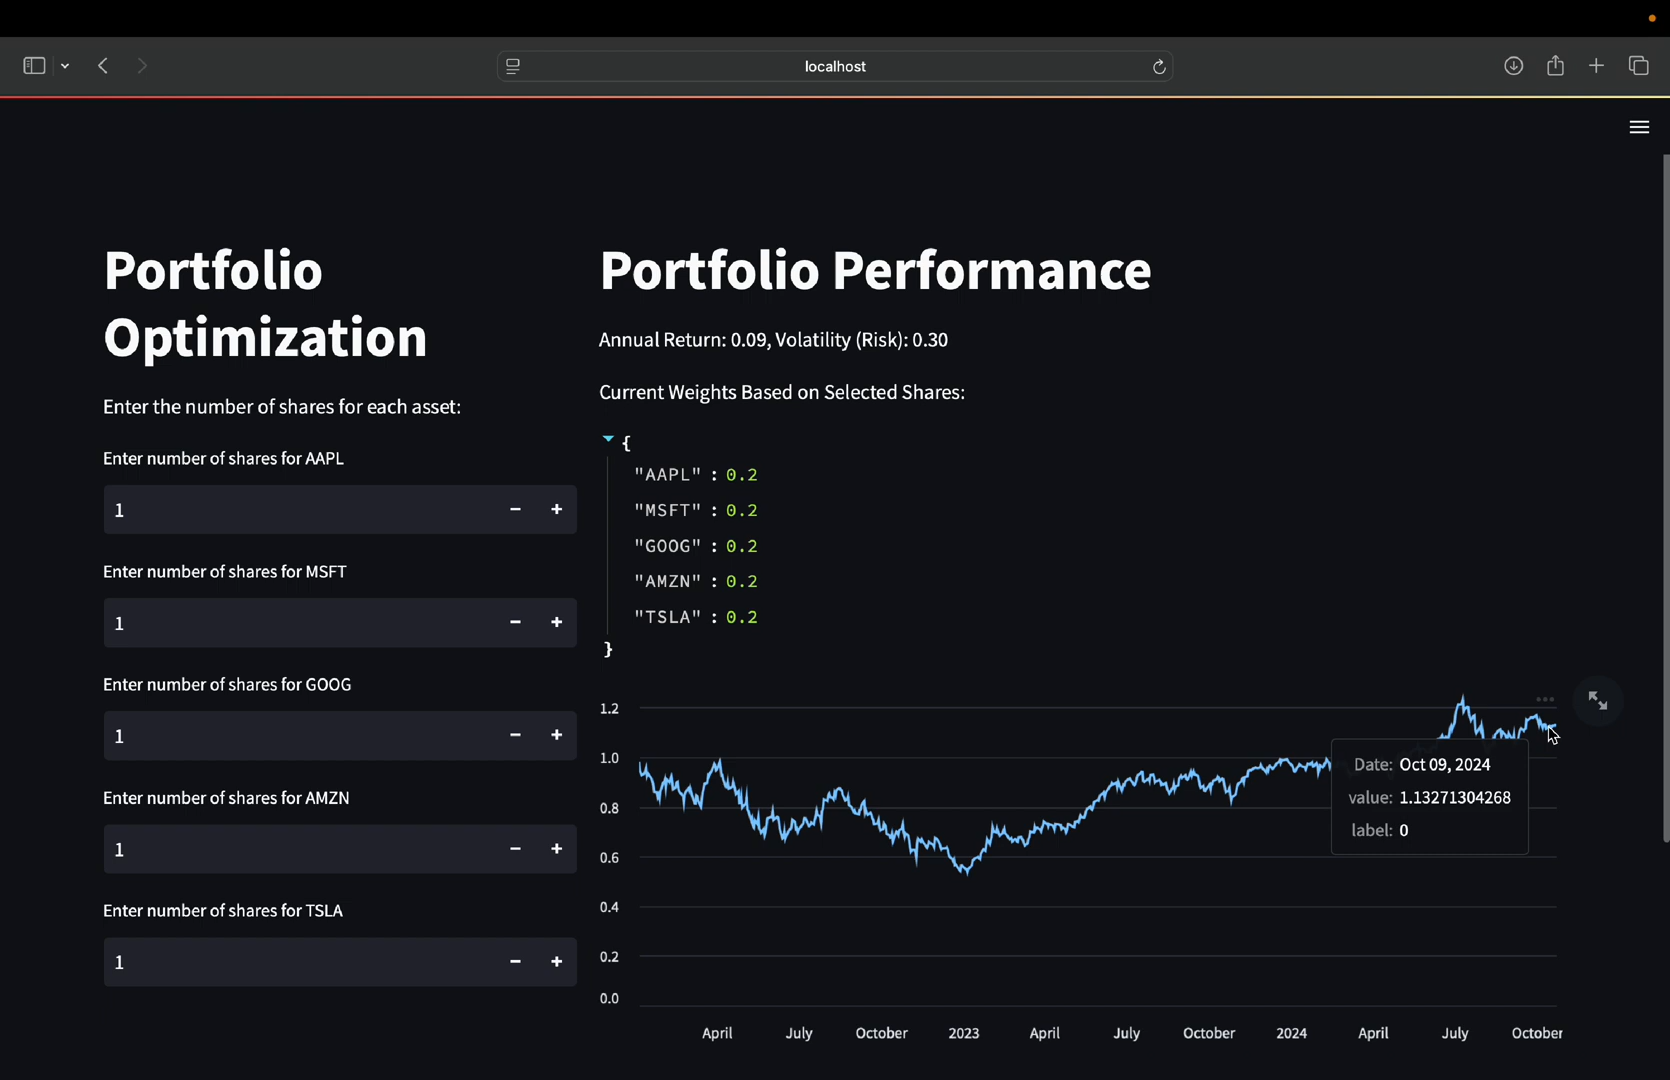 localhost
Portfolio
Optimization
Enter the number of shares for each asset:
Enter number of shares for AAPL
1
Enter number of shares for MSFT
1
Enter number of shares for GOOG
1
Enter number of shares for AMZN
1
Enter number of shares for TSLA
1
Portfolio Performance
Annual Return: 0.09, Volatility (Risk): 0.30
Current Weights Based on Selected Shares:
{
"AAPL" : 0.2
"MSFT" : 0.2
"GOOG" : 0.2
"AMZN" : 0.2
"TSLA" : 0.2
}
1.2
1.0
0.8
0.6
0.4
0.2
0.0
Date: Oct 09, 2024
value: 1.13271304268
label: 0
April July October 2023 April July October 2024 April July October